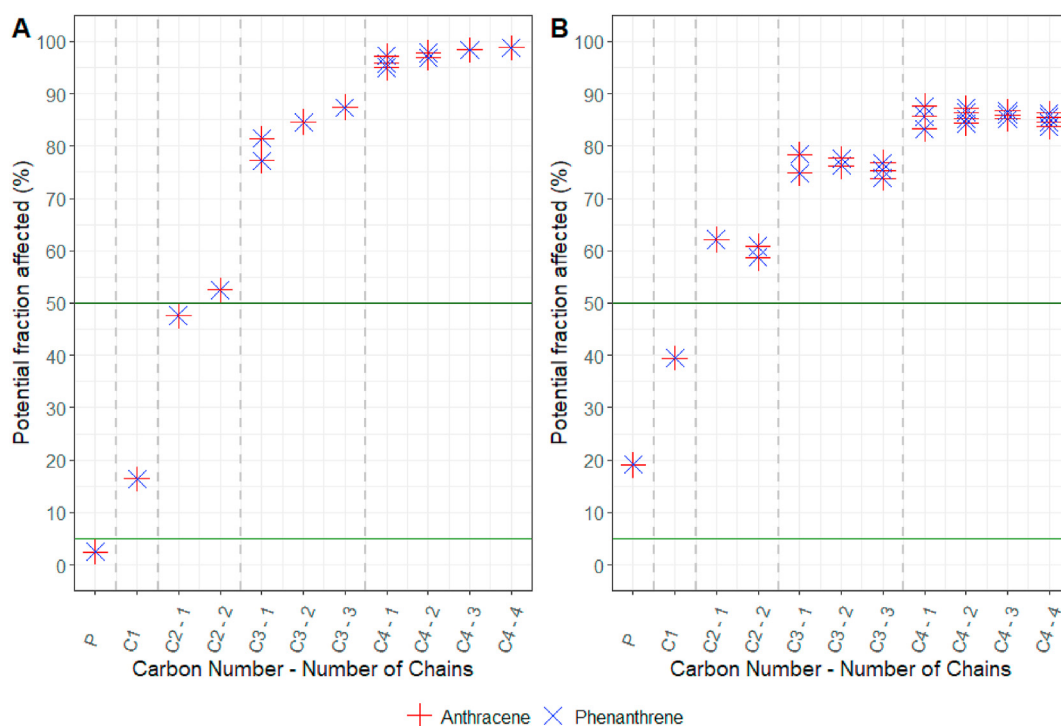 A
Potential fraction affected (%)
100
90
80
70
60
50
40
30
20
10
0
P
C1
C2 - 1
C2 - 2
C3 - 1
C3 - 2
C3 - 3
C4 - 1
C4 - 2
C4 - 3
C4 - 4
Carbon Number - Number of Chains
B
Potential fraction affected (%)
100
90
80
70
60
50
40
30
20
10
0
P
C1
C2 - 1
C2 - 2
C3 - 1
C3 - 2
C3 - 3
C4 - 1
C4 - 2
C4 - 3
C4 - 4
Carbon Number - Number of Chains
Anthracene Phenanthrene